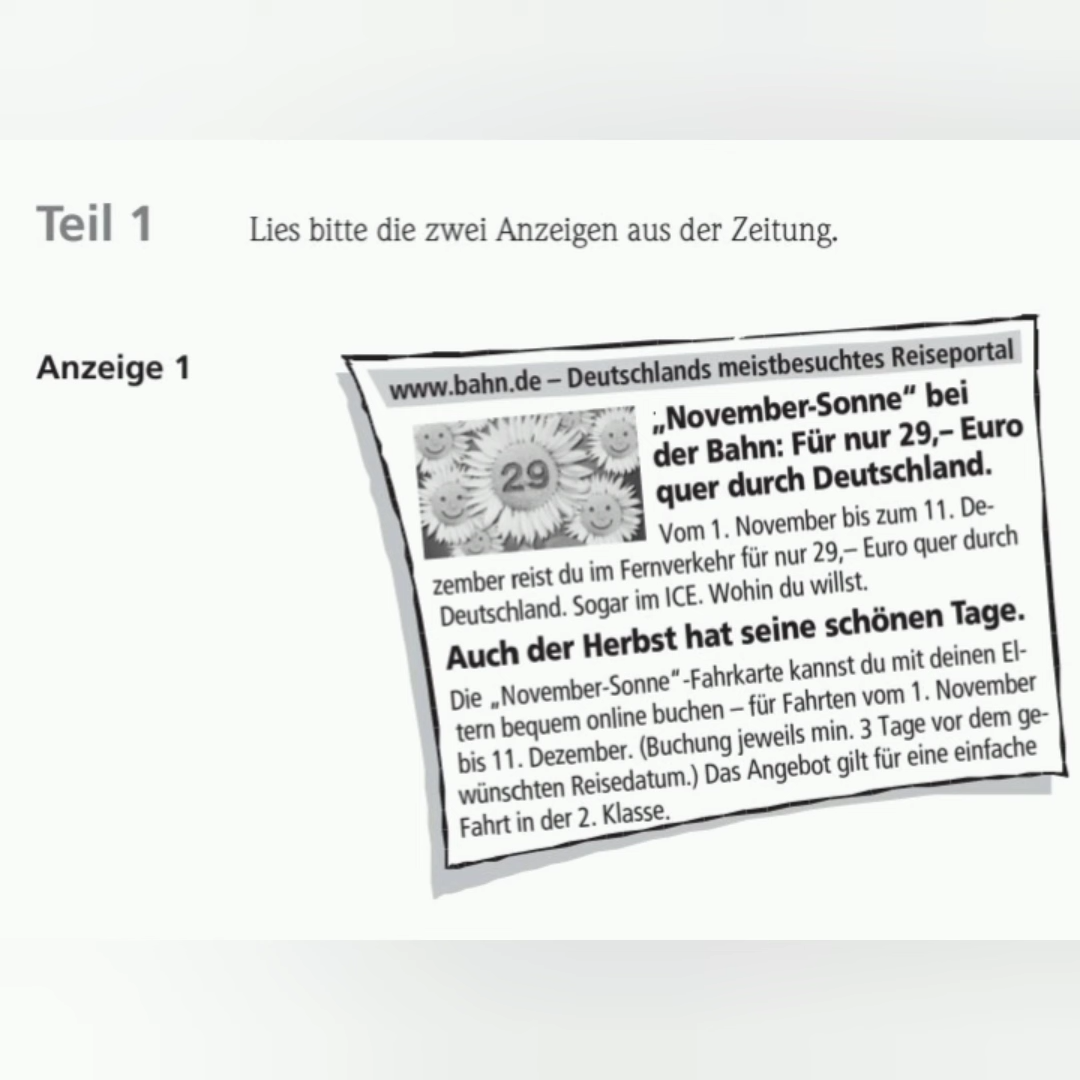 Teil 1
Lies bitte die zwei Anzeigen aus der Zeitung.
Anzeige 1
www.bahn.de – Deutschlands meistbesuchtes Reiseportal
29
„November-Sonne“ bei
der Bahn: Für nur 29,– Euro
quer durch Deutschland.
Vom 1. November bis zum 11. De-
zember reist du im Fernverkehr für nur 29,– Euro quer durch
Deutschland. Sogar im ICE. Wohin du willst.
Auch der Herbst hat seine schönen Tage.
Die „November-Sonne“-Fahrkarte kannst du mit deinen El-
tern bequem online buchen – für Fahrten vom 1. November
bis 11. Dezember. (Buchung jeweils min. 3 Tage vor dem ge-
wünschten Reisedatum.) Das Angebot gilt für eine einfache
Fahrt in der 2. Klasse.